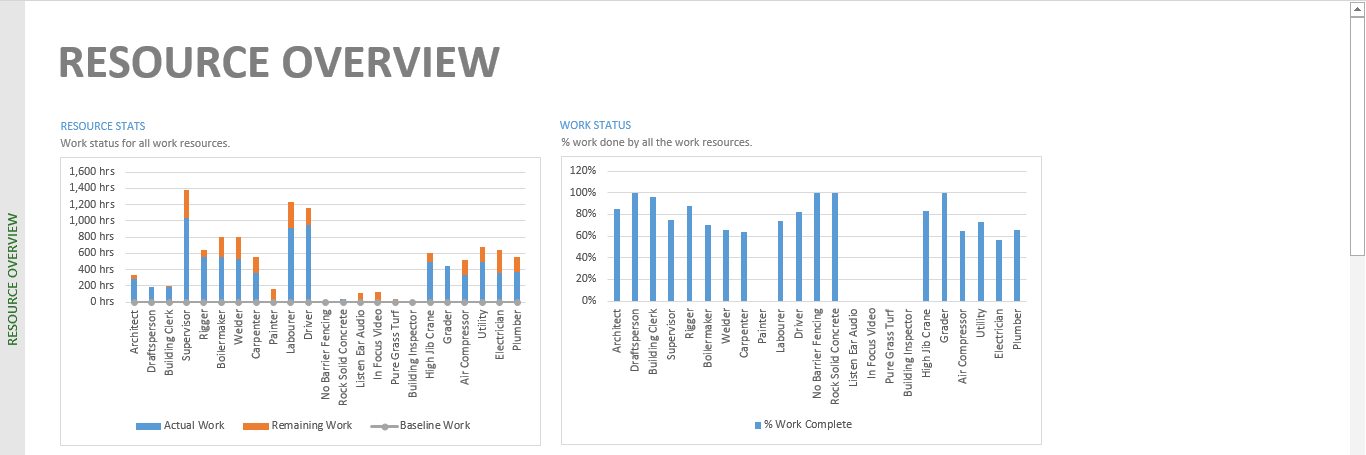 RESOURCE OVERVIEW
RESOURCE OVERVIEW
RESOURCE STATS
Work status for all work resources.
1,600 hrs
1,400 hrs
1,200 hrs
1,000 hrs
800 hrs
600 hrs
400 hrs
200 hrs
0 hrs
Architect
Draftsperson
Building Clerk
Supervisor
Rigger
Boilermaker
Welder
Carpenter
Painter
Labourer
Driver
No Barrier Fencing
Rock Solid Concrete
Listen Ear Audio
In Focus Video
Pure Grass Turf
Building Inspector
High Jib Crane
Grader
Air Compressor
Utility
Electrician
Plumber
Actual Work
Remaining Work
Baseline Work
WORK STATUS
% work done by all the work resources.
120%
100%
80%
60%
40%
20%
0%
Architect
Draftsperson
Building Clerk
Supervisor
Rigger
Boilermaker
Welder
Carpenter
Painter
Labourer
Driver
No Barrier Fencing
Rock Solid Concrete
Listen Ear Audio
In Focus Video
Pure Grass Turf
Building Inspector
High Jib Crane
Grader
Air Compressor
Utility
Electrician
Plumber
% Work Complete